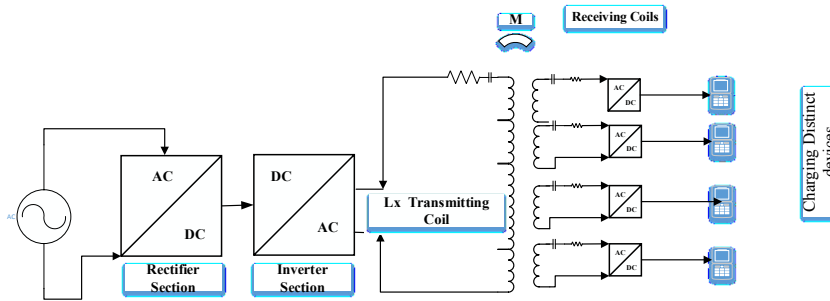 M
Receiving Coils
AC
DC
AC
DC
AC
DC
AC
DC
AC
AC
DC
Rectifier
Section
DC
AC
Inverter
Section
Lx Transmitting
Coil
Charging Distinct
devices